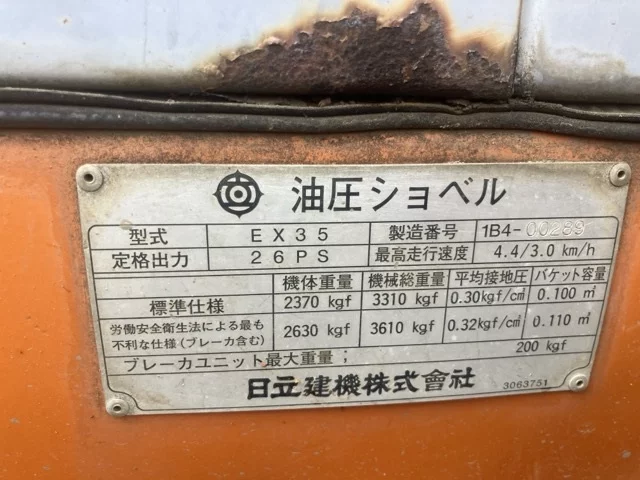 油圧ショベル
型式 EX35 製造番号 1B4-00289
定格出力 26PS 最高走行速度 4.4/3.0 km/h
機体重量 機械総重量 平均接地圧 バケット容量
標準仕様 2370 kgf 3310 kgf 0.30kgf/c㎡ 0.100 ㎥
労働安全衛生法による最も
不利な仕様(ブレーカ含む) 2630 kgf 3610 kgf 0.32kgf/c㎡ 0.110 ㎥
ブレーカユニット最大重量; 200 kgf
日立建機株式會社 3063751